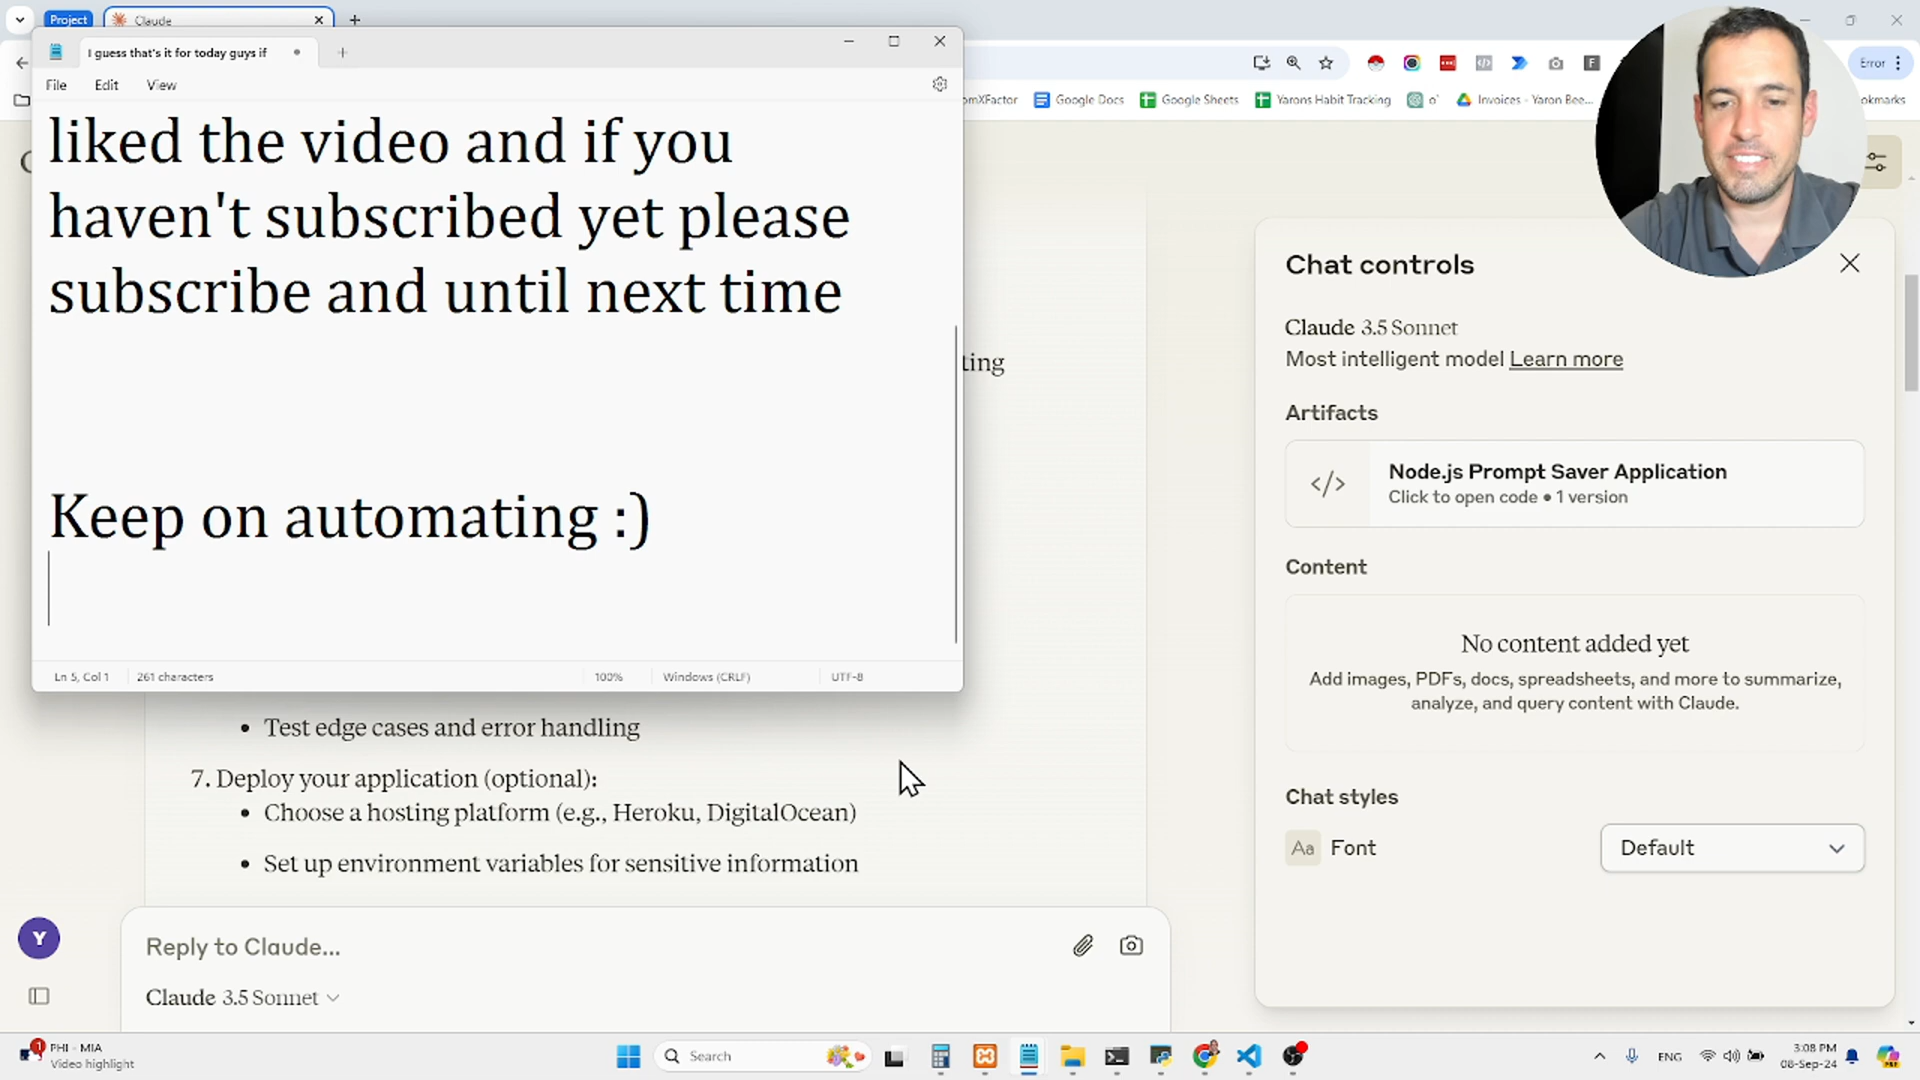 Project
Claude
I guess that's it for today guys if
File
Edit
View
liked the video and if you
haven't subscribed yet please
subscribe and until next time
Keep on automating :)
Ln 5, Col 1
261 characters
100%
Windows (CRLF)
UTF-8
Error
omXFactor
Google Docs
Google Sheets
Yarons Habit Tracking
o'
Invoices - Yaron Bee...
okmarks
ting
Test edge cases and error handling
7. Deploy your application (optional):
Choose a hosting platform (e.g., Heroku, DigitalOcean)
Set up environment variables for sensitive information
Y
Reply to Claude...
Claude 3.5 Sonnet
Chat controls
Claude 3.5 Sonnet
Most intelligent model Learn more
Artifacts
</>
Node.js Prompt Saver Application
Click to open code • 1 version
Content
No content added yet
Add images, PDFs, docs, spreadsheets, and more to summarize,
analyze, and query content with Claude.
Chat styles
Aa Font
Default
1
PHI - MIA
Video highlight
Search
ENG
3:08 PM
08-Sep-24